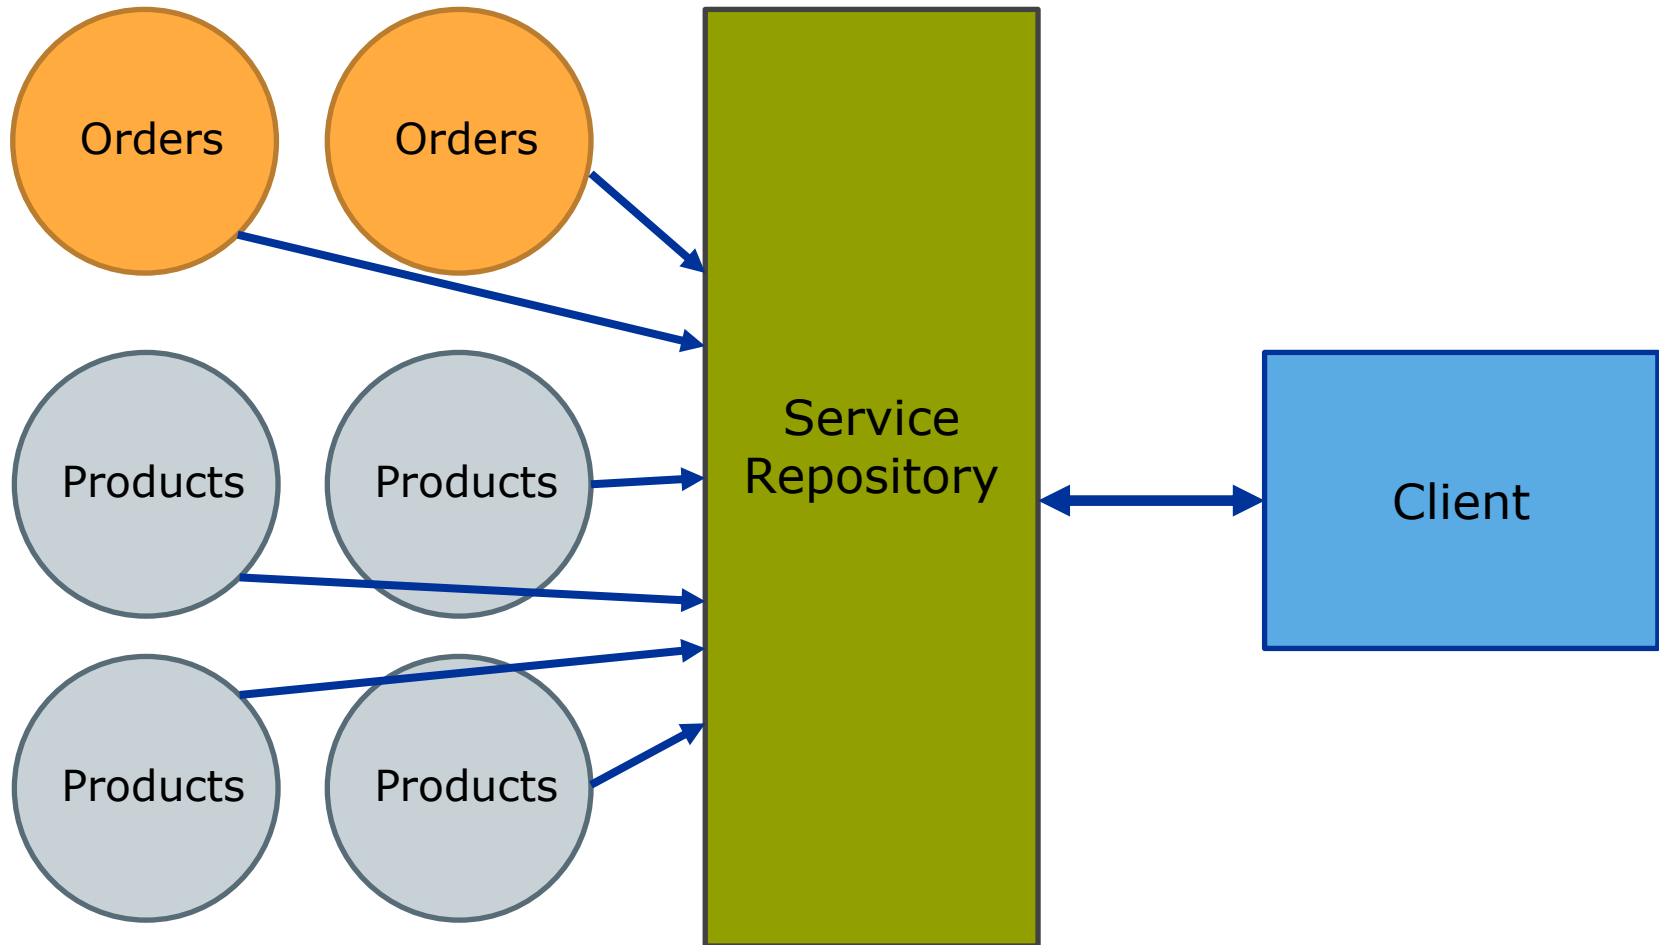 Orders
Orders
Service
Repository
Products
Products
Client
Products
Products